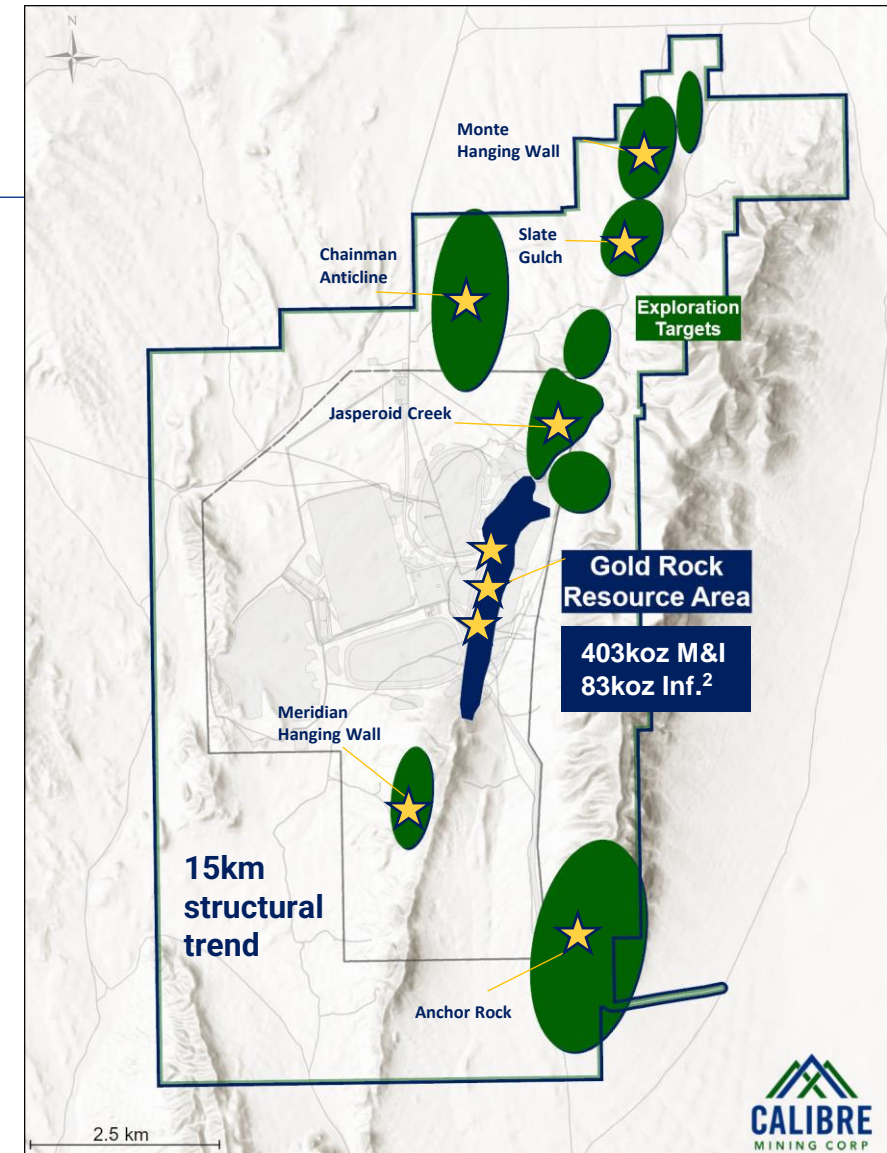 N
Monte
Hanging Wall
Slate
Gulch
Chainman
Anticline
Exploration
Targets
Jasperoid Creek
Gold Rock
Resource Area
403koz M&I
83koz Inf.²
Meridian
Hanging Wall
15km
structural
trend
Anchor Rock
2.5 km
CALIBRE
MINING CORP